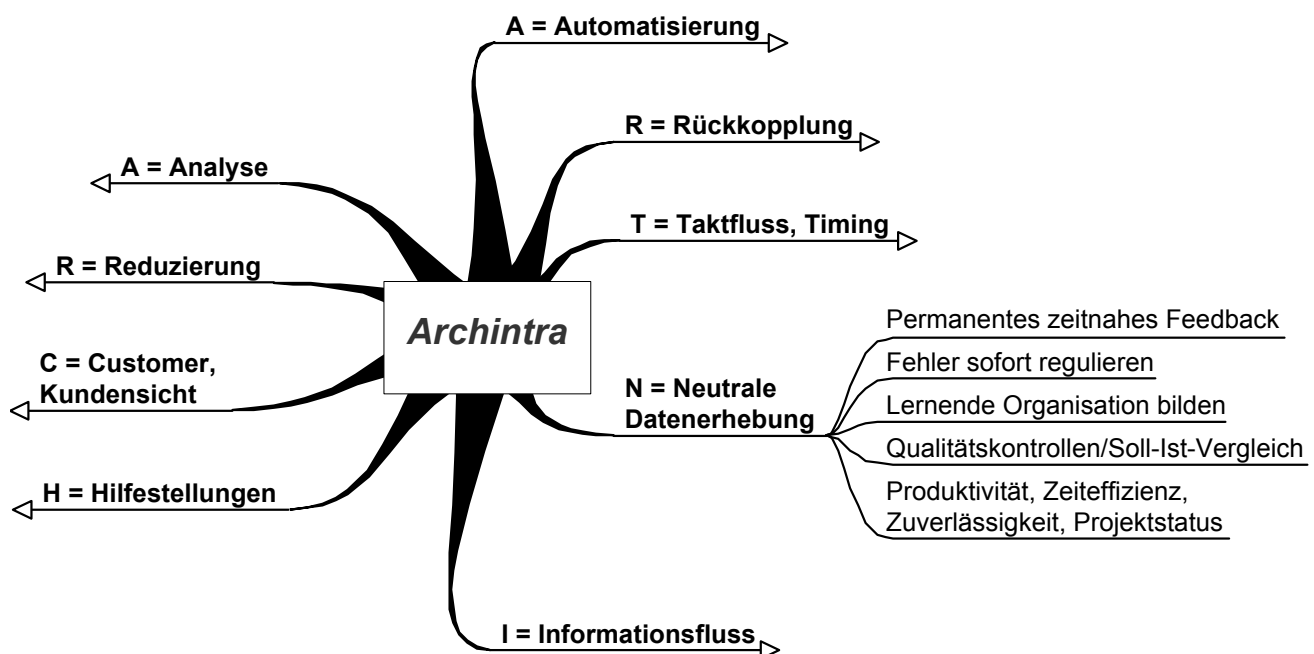 A = Automatisierung
R = Rückkopplung
A = Analyse
T = Taktfluss, Timing
R = Reduzierung
Archintra
C = Customer,
Kundensicht
N = Neutrale
Datenerhebung
Permanentes zeitnahes Feedback
Fehler sofort regulieren
Lernende Organisation bilden
Qualitätskontrollen/Soll-Ist-Vergleich
Produktivität, Zeiteffizienz,
Zuverlässigkeit, Projektstatus
H = Hilfestellungen
I = Informationsfluss